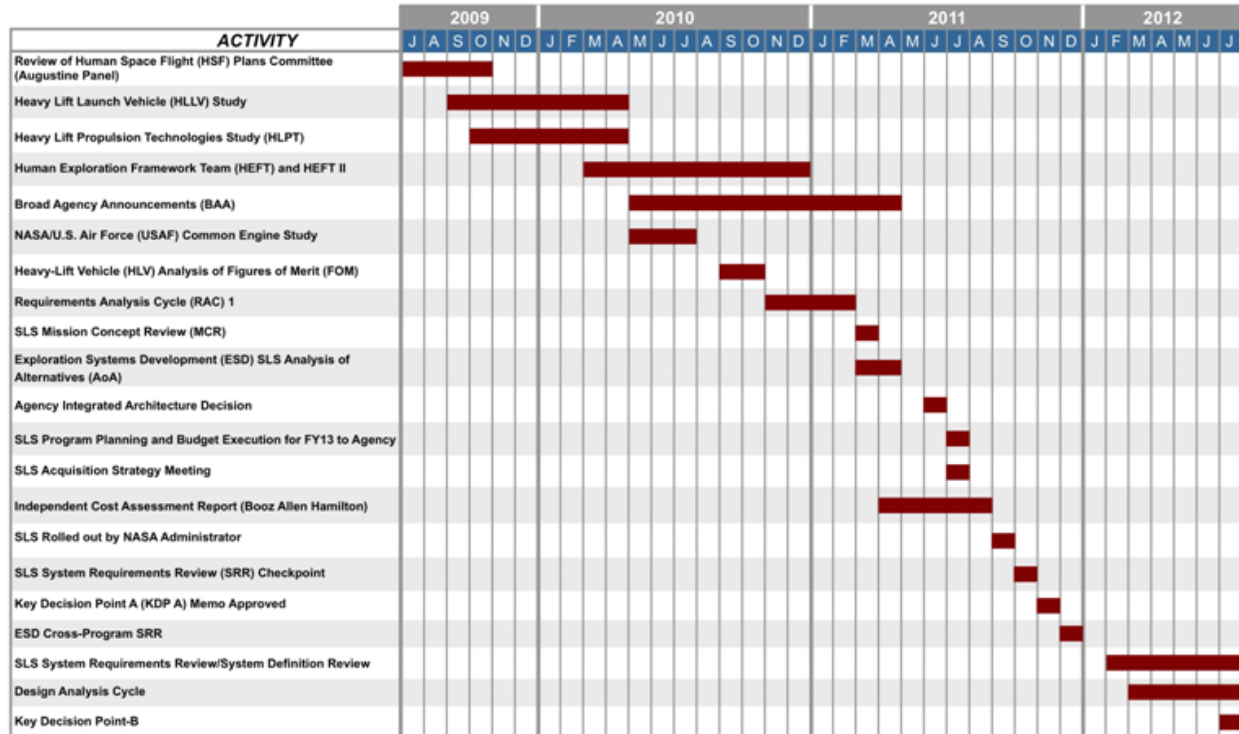 2009 2010 2011 2012
ACTIVITY J A S O N D J F M A M J J A S O N D J F M A M J J A S O N D J F M A M J J
Review of Human Space Flight (HSF) Plans Committee
(Augustine Panel)
Heavy Lift Launch Vehicle (HLLV) Study
Heavy Lift Propulsion Technologies Study (HLPT)
Human Exploration Framework Team (HEFT) and HEFT II
Broad Agency Announcements (BAA)
NASA/U.S. Air Force (USAF) Common Engine Study
Heavy-Lift Vehicle (HLV) Analysis of Figures of Merit (FOM)
Requirements Analysis Cycle (RAC) 1
SLS Mission Concept Review (MCR)
Exploration Systems Development (ESD) SLS Analysis of
Alternatives (AoA)
Agency Integrated Architecture Decision
SLS Program Planning and Budget Execution for FY13 to Agency
SLS Acquisition Strategy Meeting
Independent Cost Assessment Report (Booz Allen Hamilton)
SLS Rolled out by NASA Administrator
SLS System Requirements Review (SRR) Checkpoint
Key Decision Point A (KDP A) Memo Approved
ESD Cross-Program SRR
SLS System Requirements Review/System Definition Review
Design Analysis Cycle
Key Decision Point-B